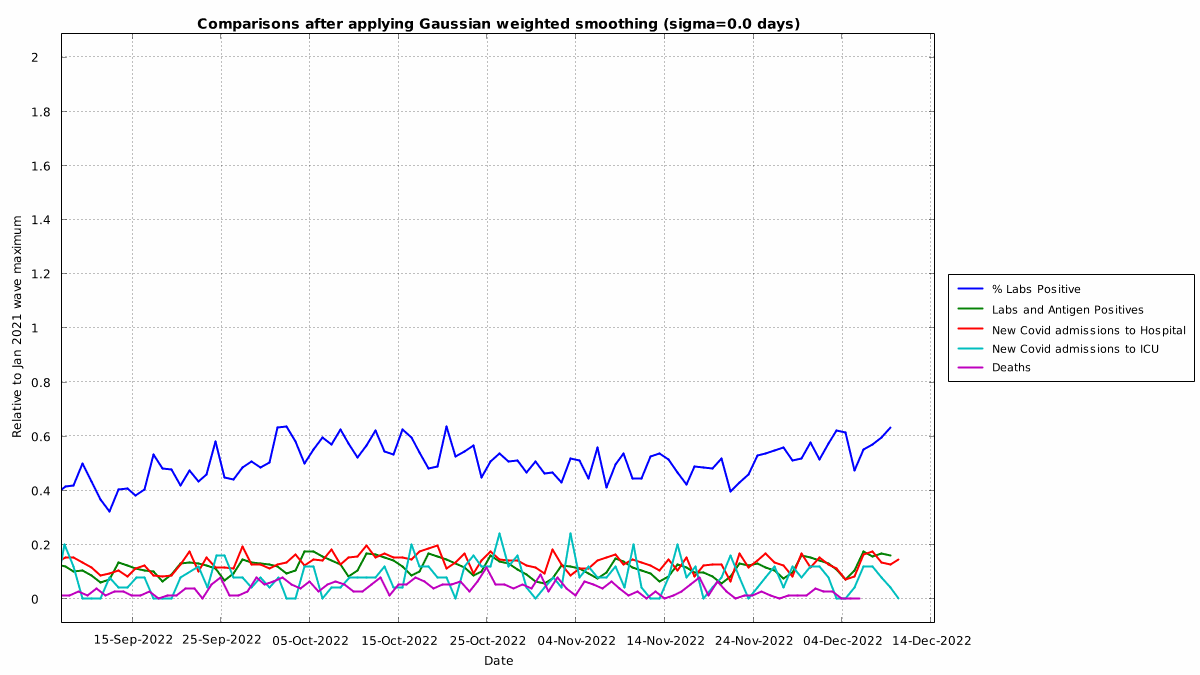 Comparisons after applying Gaussian weighted smoothing (sigma=0.0 days)
Relative to Jan 2021 wave maximum
2
1.8
1.6
1.4
1.2
1
0.8
0.6
0.4
0.2
0
15-Sep-2022 25-Sep-2022 05-Oct-2022 15-Oct-2022 25-Oct-2022 04-Nov-2022 14-Nov-2022 24-Nov-2022 04-Dec-2022 14-Dec-2022
Date
% Labs Positive
Labs and Antigen Positives
New Covid admissions to Hospital
New Covid admissions to ICU
Deaths